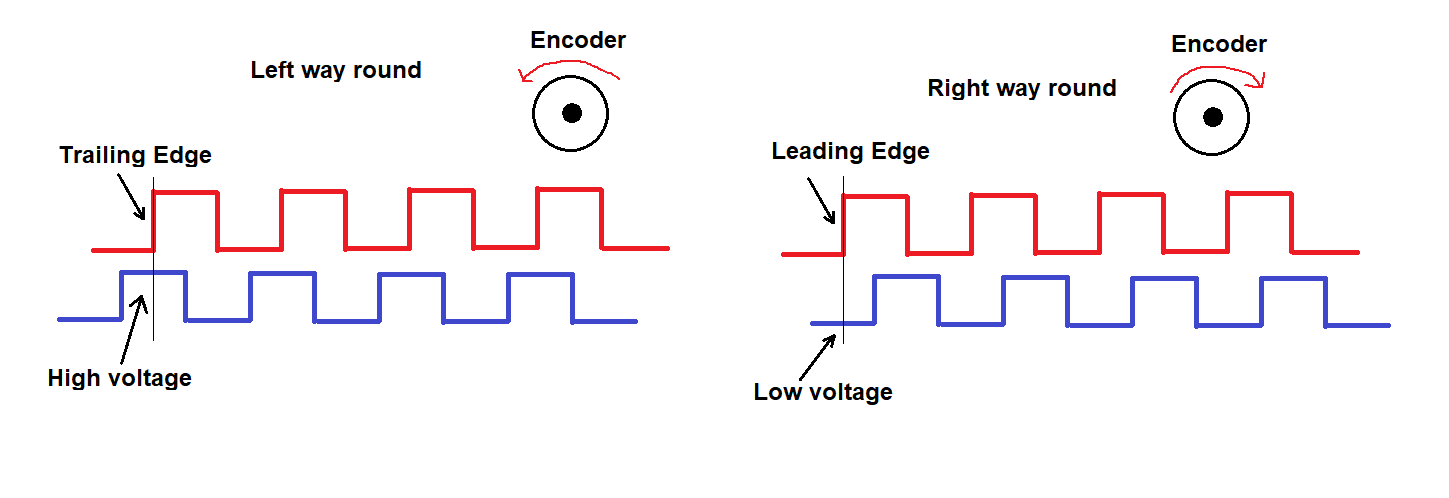 Encoder
Left way round
Trailing Edge
High voltage
Encoder
Right way round
Leading Edge
Low voltage